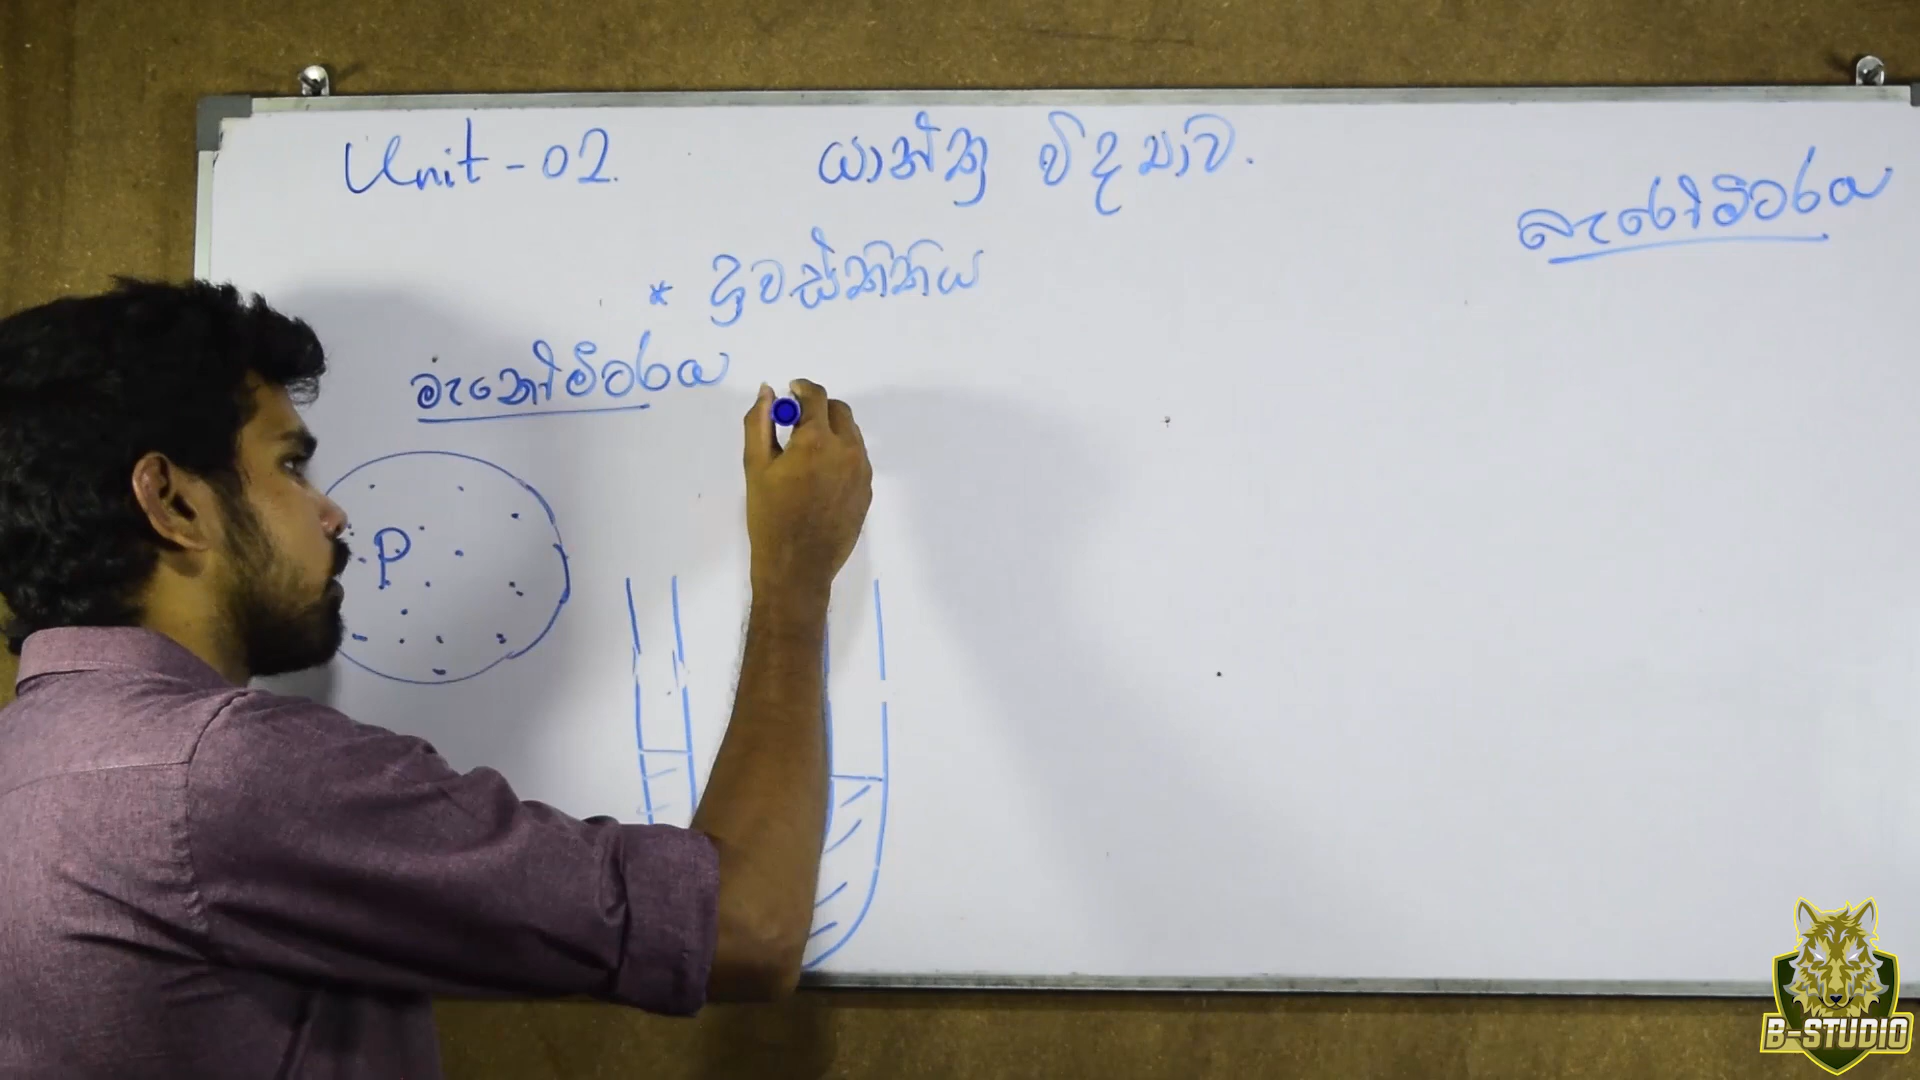 Unit - 02. යාන්ත්‍ර විද්‍යාව.
බැරෝමීටරය
* ද්‍රවස්ථිතිය
මැනෝමීටරය
P
B-STUDIO